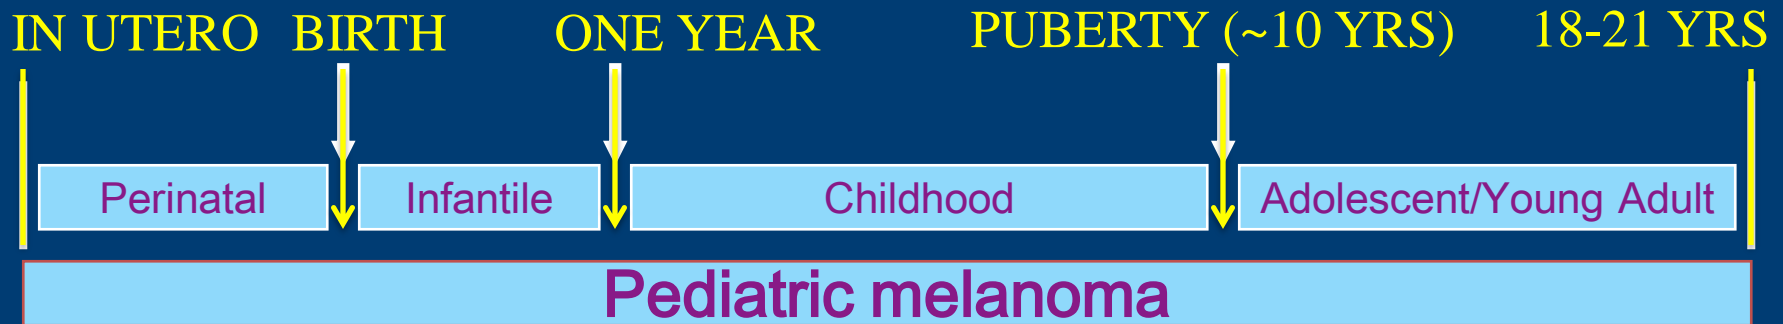 IN UTERO BIRTH ONE YEAR PUBERTY (~10 YRS) 18-21 YRS
Perinatal Infantile Childhood Adolescent/Young Adult
Pediatric melanoma